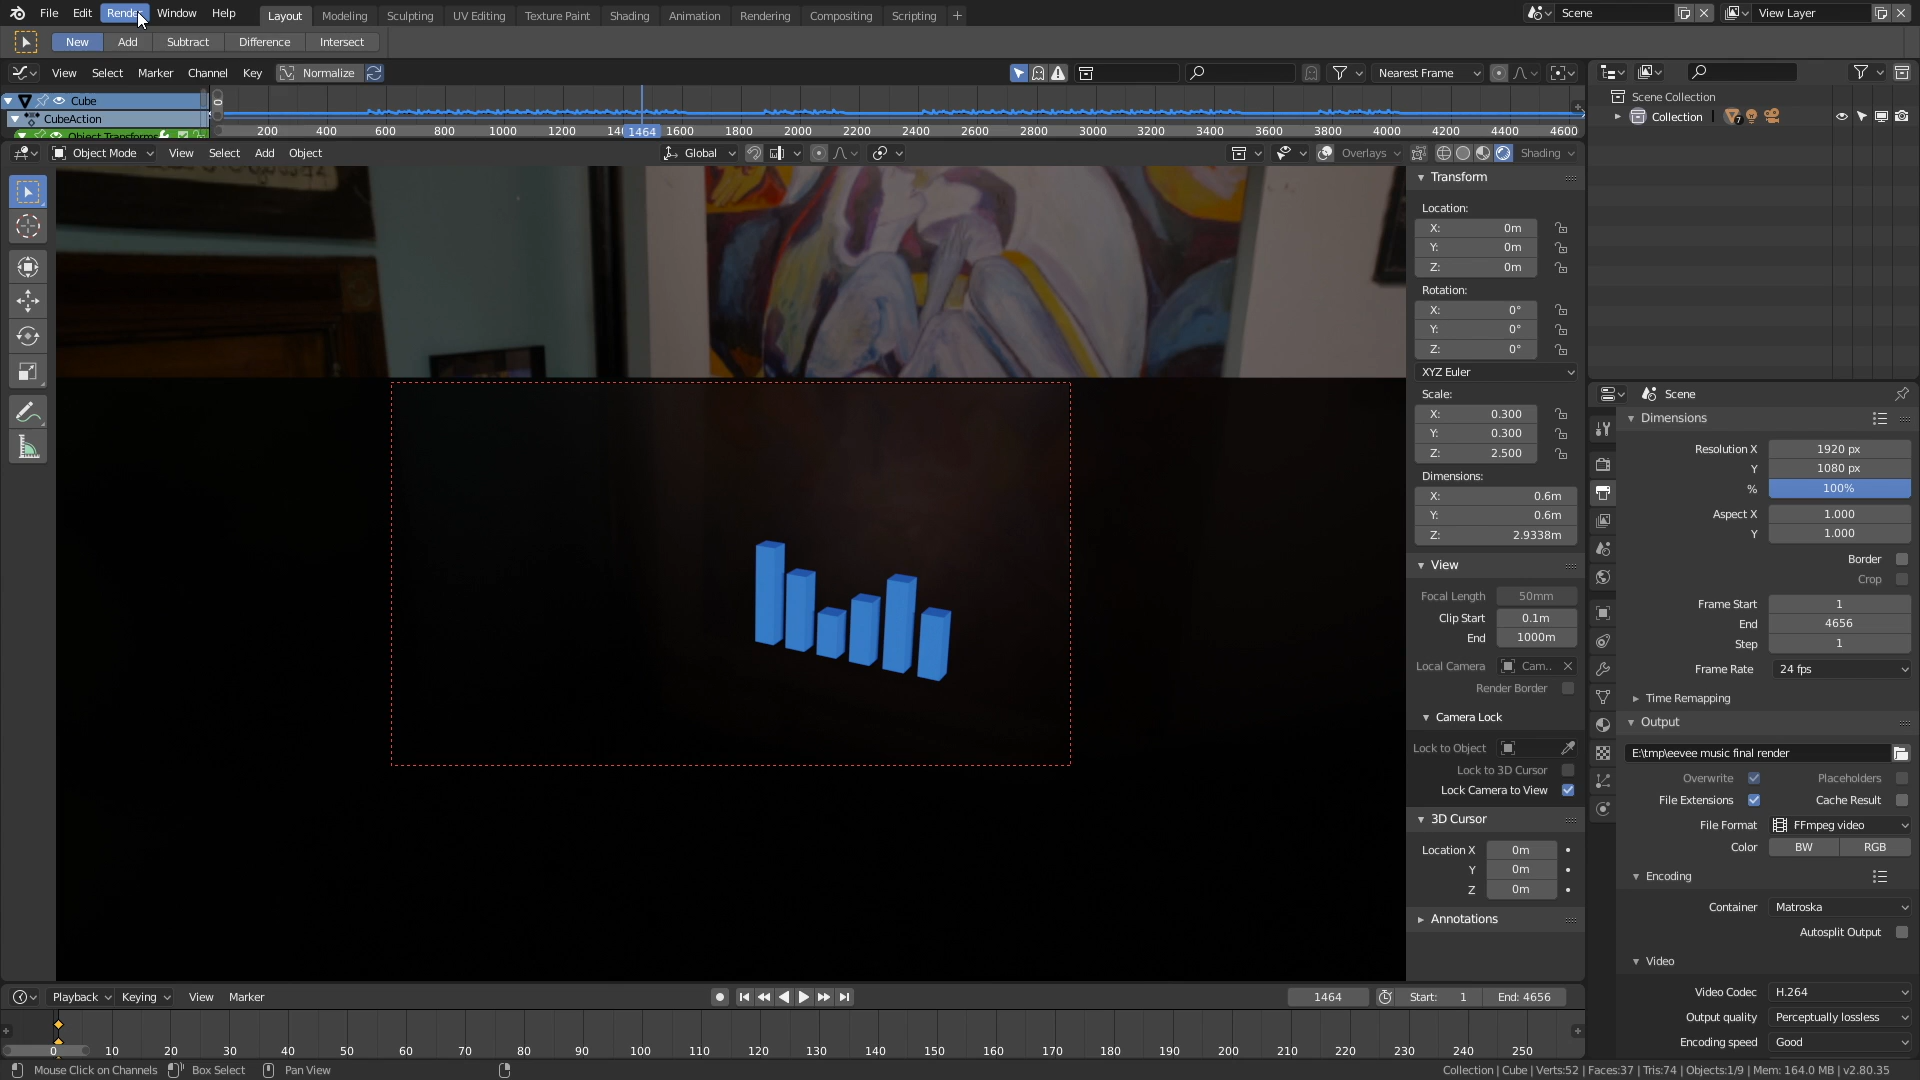 File Edit Render Window Help Layout Modeling Sculpting UV Editing Texture Paint Shading Animation Rendering Compositing Scripting + Scene View Layer
New Add Subtract Difference Intersect
View Select Marker Channel Key Normalize Nearest Frame
Cube
CubeAction
Object Transforms
200 400 600 800 1000 1200 1464 1600 1800 2000 2200 2400 2600 2800 3000 3200 3400 3600 3800 4000 4200 4400 4600
Scene Collection
Collection 7
Object Mode View Select Add Object Global Overlays Shading
Transform
Location:
X: 0m
Y: 0m
Z: 0m
Rotation:
X: 0°
Y: 0°
Z: 0°
XYZ Euler
Scale:
X: 0.300
Y: 0.300
Z: 2.500
Dimensions:
X: 0.6m
Y: 0.6m
Z: 2.9338m
View
Focal Length 50mm
Clip Start 0.1m
End 1000m
Local Camera Cam..
Render Border
Camera Lock
Lock to Object
Lock to 3D Cursor
Lock Camera to View
3D Cursor
Location X 0m
Y 0m
Z 0m
Annotations
Scene
Dimensions
Resolution X 1920 px
Y 1080 px
% 100%
Aspect X 1.000
Y 1.000
Border
Crop
Frame Start 1
End 4656
Step 1
Frame Rate 24 fps
Time Remapping
Output
E:\tmp\eevee music final render
Overwrite Placeholders
File Extensions Cache Result
File Format FFmpeg video
Color BW RGB
Encoding
Container Matroska
Autosplit Output
Video
Video Codec H.264
Output quality Perceptually lossless
Encoding speed Good
Playback Keying View Marker 1464 Start: 1 End: 4656
0 10 20 30 40 50 60 70 80 90 100 110 120 130 140 150 160 170 180 190 200 210 220 230 240 250
Mouse Click on Channels Box Select Pan View Collection | Cube | Verts:52 | Faces:37 | Tris:74 | Objects:1/9 | Mem: 164.0 MB | v2.80.35